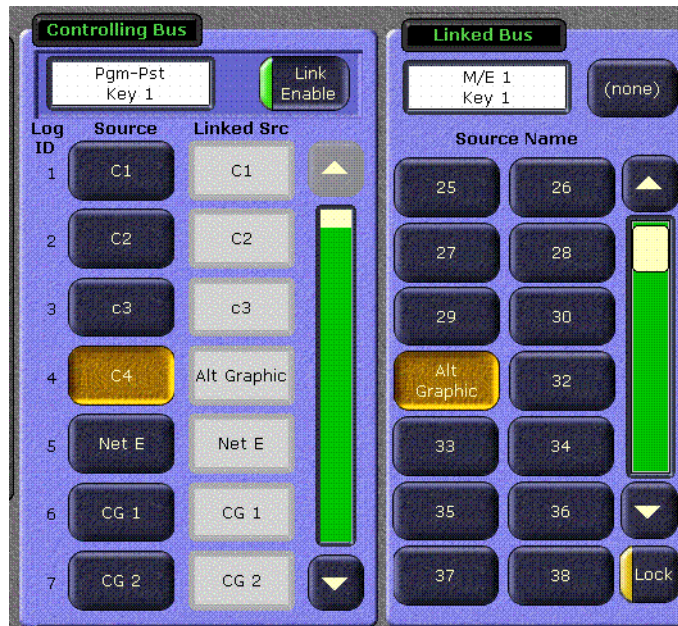 Controlling Bus
Pgm-Pst
Key 1
Link
Enable
Log
ID
Source
Linked Src
1
C1
C1
2
C2
C2
3
c3
c3
4
C4
Alt Graphic
5
Net E
Net E
6
CG 1
CG 1
7
CG 2
CG 2
Linked Bus
M/E 1
Key 1
(none)
Source Name
25
26
27
28
29
30
Alt
Graphic
32
33
34
35
36
37
38
Lock